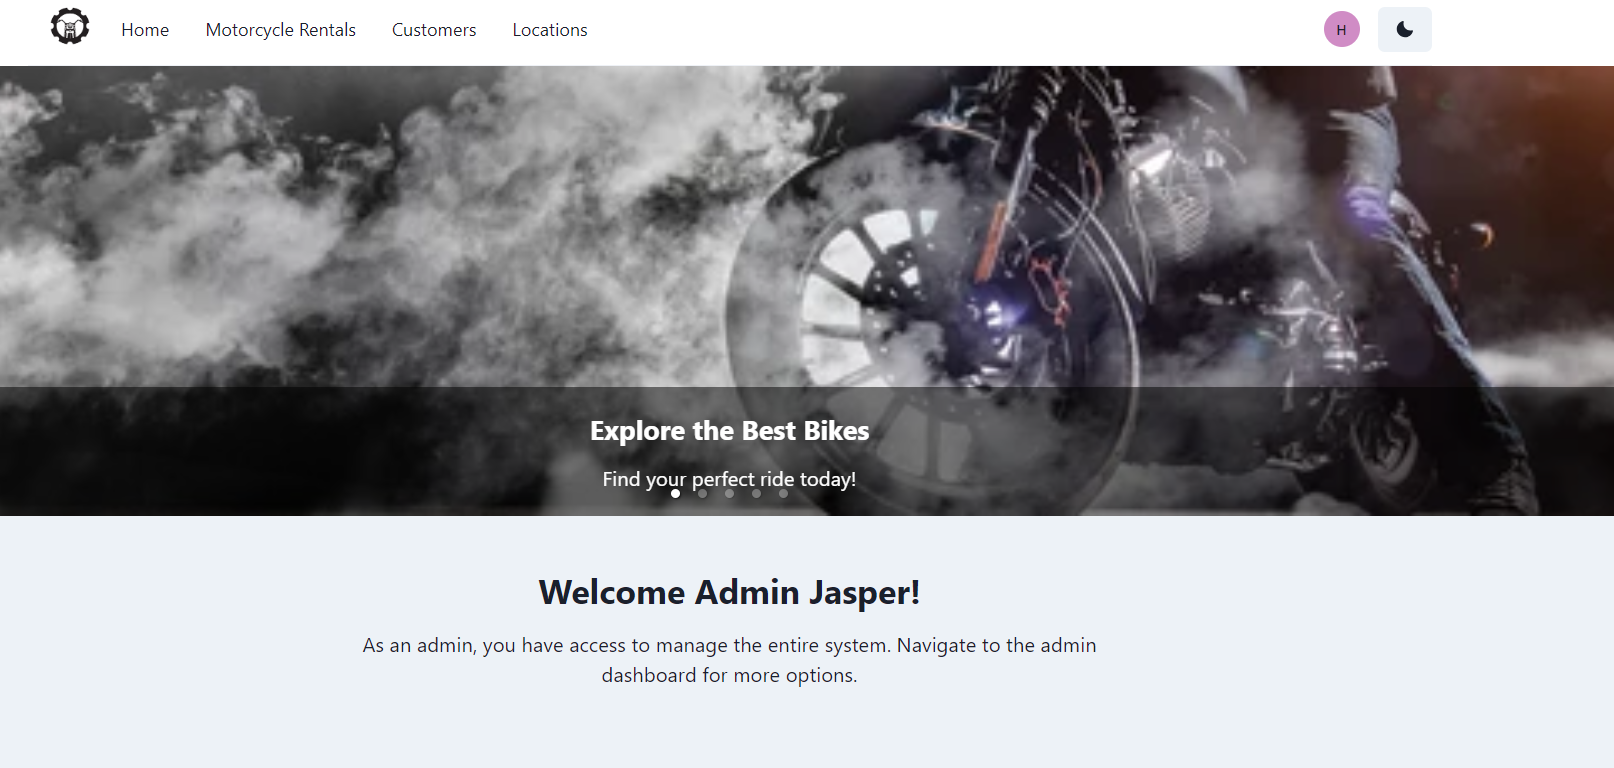 Home Motorcycle Rentals Customers Locations H
Explore the Best Bikes
Find your perfect ride today!
Welcome Admin Jasper!
As an admin, you have access to manage the entire system. Navigate to the admin
dashboard for more options.